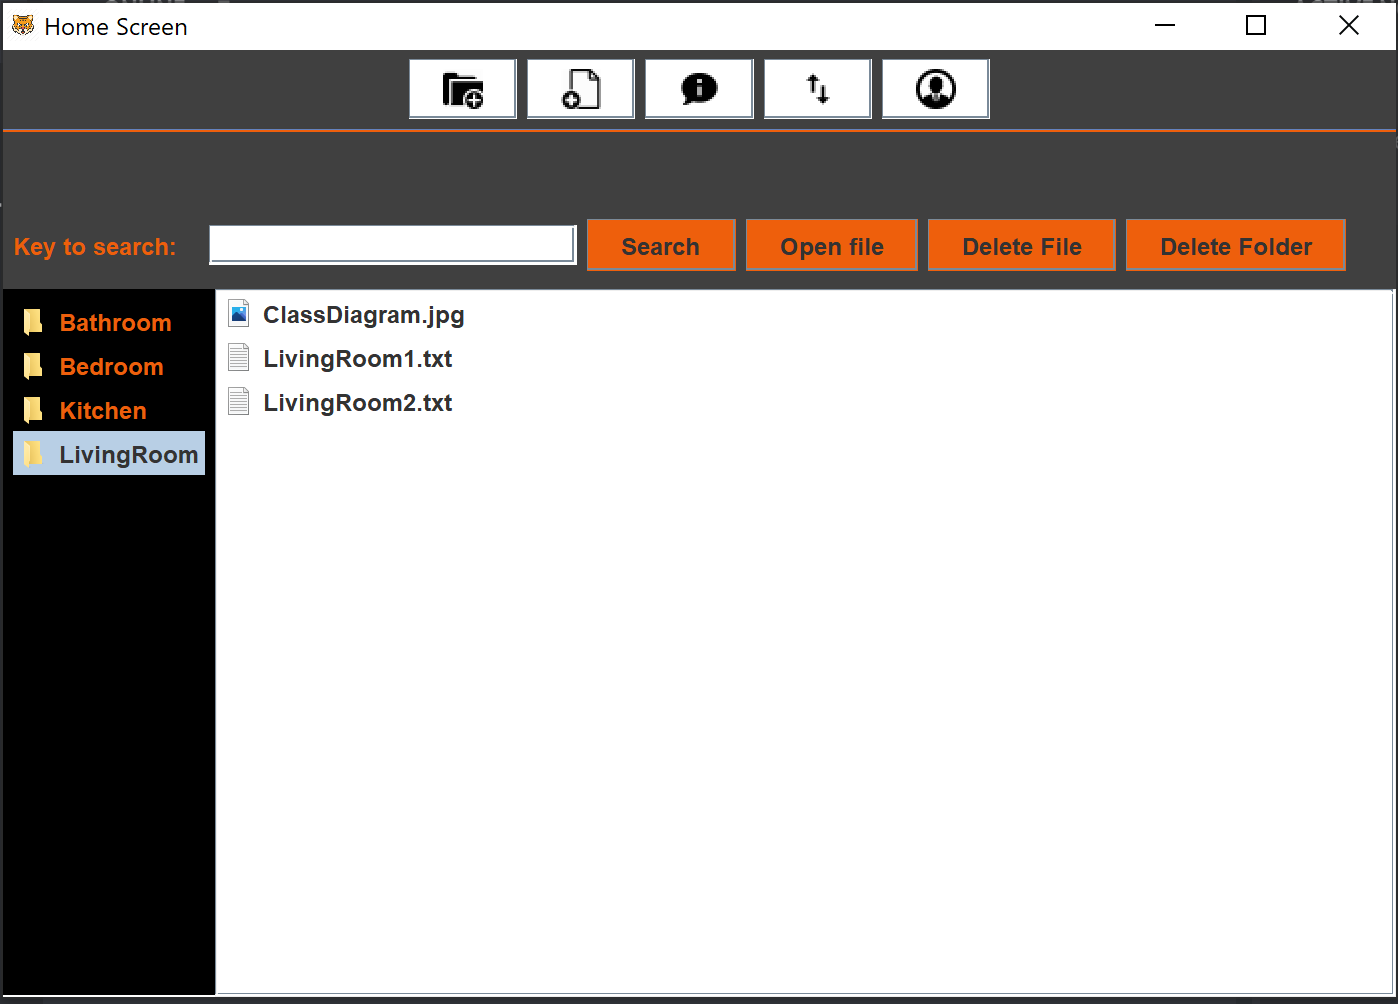 Home Screen
Key to search:
Search
Open file
Delete File
Delete Folder
Bathroom
Bedroom
Kitchen
LivingRoom
ClassDiagram.jpg
LivingRoom1.txt
LivingRoom2.txt